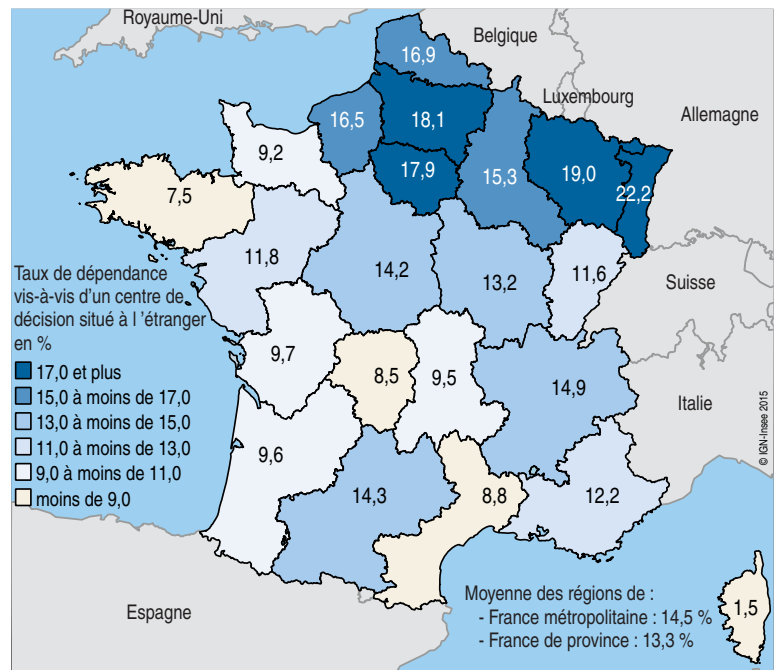 Royaume-Uni
Belgique
16,9
Luxembourg
Allemagne
16,5
18,1
9,2
17,9
15,3
19,0
22,2
7,5
11,8
14,2
13,2
11,6
Suisse
Taux de dépendance
vis-à-vis d'un centre de
décision situé à l 'étranger
en %
17,0 et plus
15,0 à moins de 17,0
13,0 à moins de 15,0
11,0 à moins de 13,0
9,0 à moins de 11,0
moins de 9,0
9,7
8,5
9,5
14,9
Italie
9,6
14,3
8,8
12,2
Espagne
Moyenne des régions de :
- France métropolitaine : 14,5 %
- France de province : 13,3 %
1,5
© IGN-Insee 2015